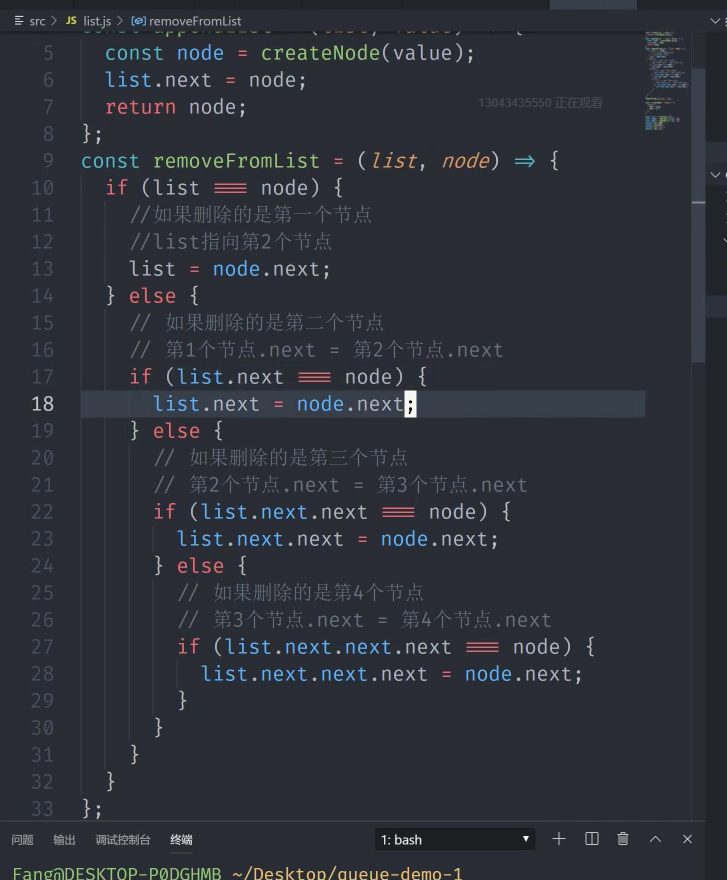 src > JS list.js > removeFromList
5 const node = createNode(value);
6 list.next = node;
7 return node;
13043435550 正在观看
8 };
9 const removeFromList = (list, node) => {
10 if (list === node) {
11 //如果删除的是第一个节点
12 //list指向第2个节点
13 list = node.next;
14 } else {
15 // 如果删除的是第二个节点
16 // 第1个节点.next = 第2个节点.next
17 if (list.next === node) {
18 list.next = node.next;
19 } else {
20 // 如果删除的是第三个节点
21 // 第2个节点.next = 第3个节点.next
22 if (list.next.next === node) {
23 list.next.next = node.next;
24 } else {
25 // 如果删除的是第4个节点
26 // 第3个节点.next = 第4个节点.next
27 if (list.next.next.next === node) {
28 list.next.next.next = node.next;
29 }
30 }
31 }
32 }
33 };
问题 输出 调试控制台 终端 1: bash
Fang@DESKTOP-P0DGHMB ~/Desktop/queue-demo-1